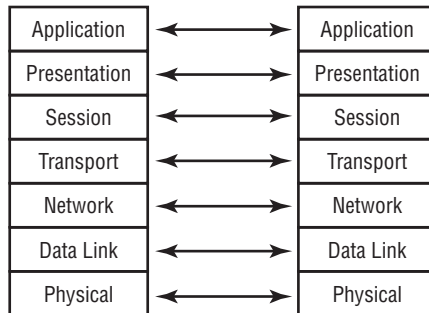 Application Application
Presentation Presentation
Session Session
Transport Transport
Network Network
Data Link Data Link
Physical Physical